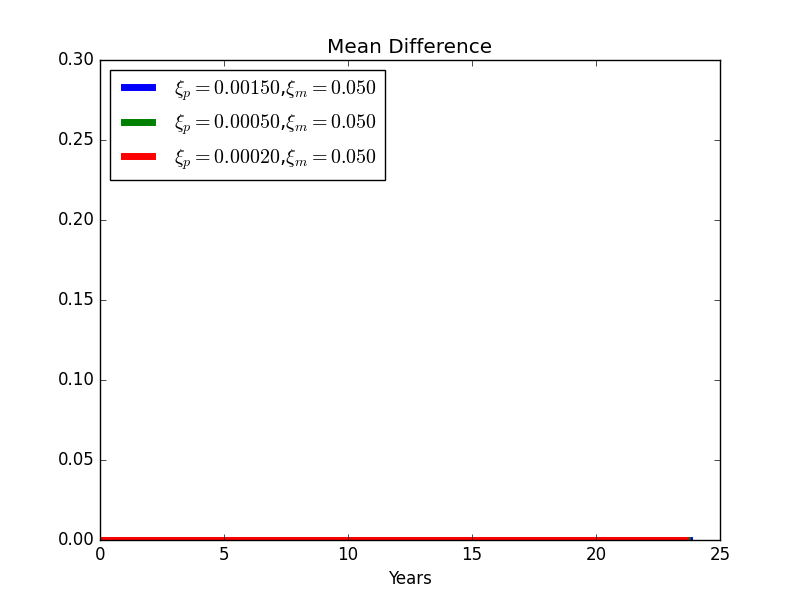 Mean Difference
0.30
ξp = 0.00150,ξm = 0.050
ξp = 0.00050,ξm = 0.050
ξp = 0.00020,ξm = 0.050
0.25
0.20
0.15
0.10
0.05
0.00
0 5 10 15 20 25
Years